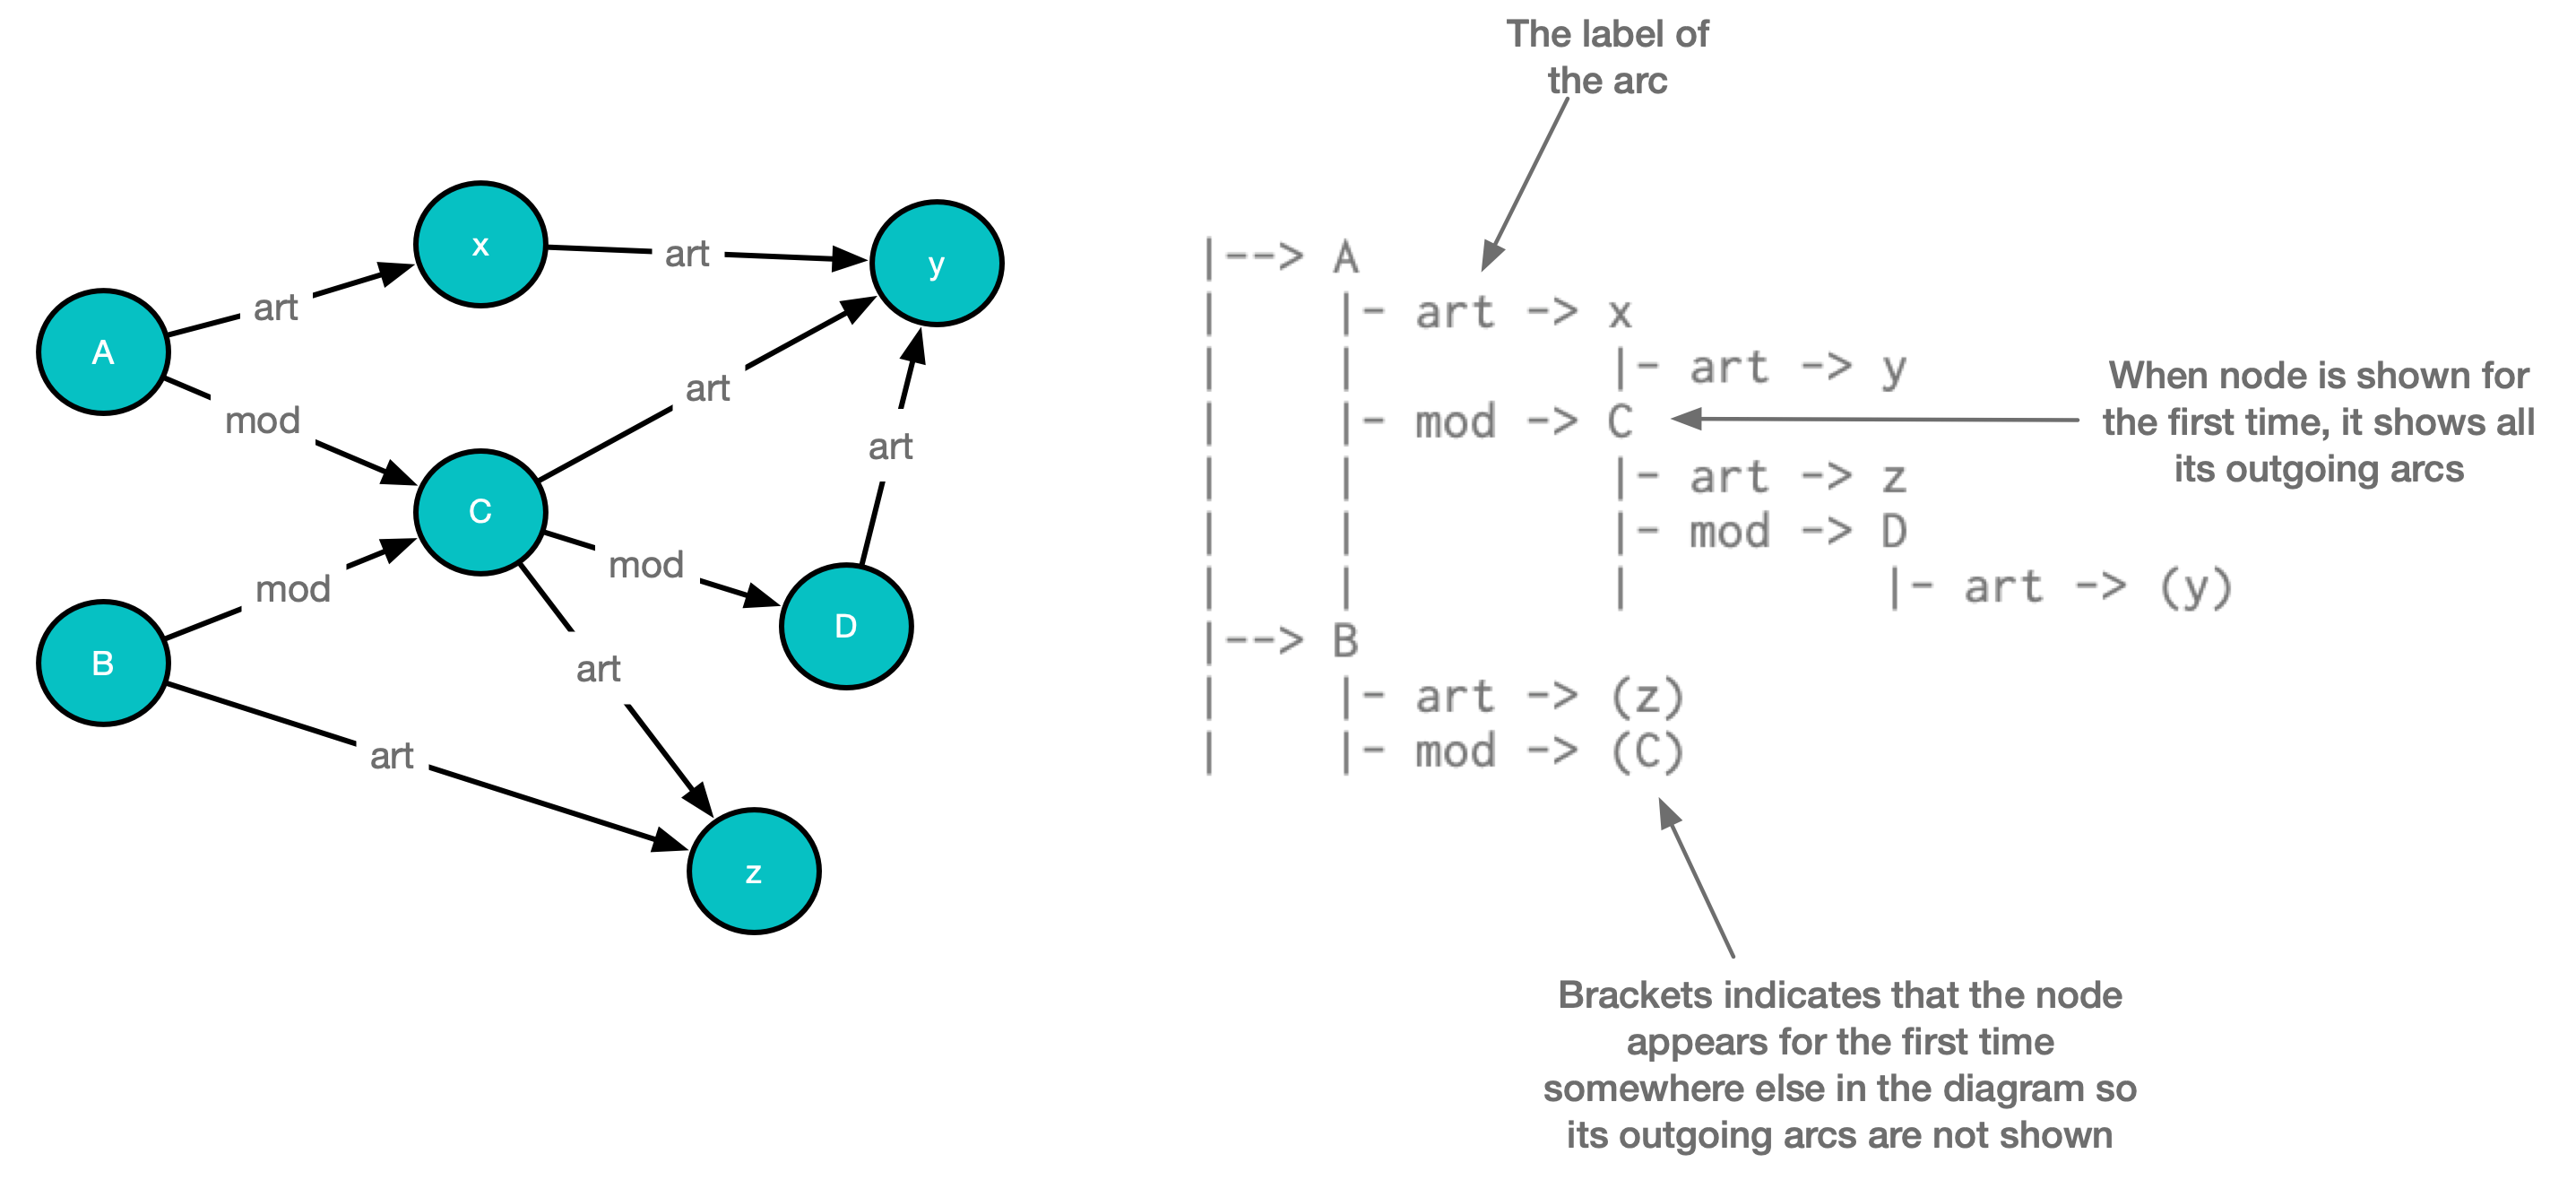 A
x
y
C
B
D
z
art
art
mod
art
art
mod
mod
art
art
The label of
the arc
|--> A
|    |- art -> x
|    |         |- art -> y
|    |- mod -> C
|    |         |- art -> z
|    |         |- mod -> D
|    |         |         |- art -> (y)
|--> B
|    |- art -> (z)
|    |- mod -> (C)
When node is shown for
the first time, it shows all
its outgoing arcs
Brackets indicates that the node
appears for the first time
somewhere else in the diagram so
its outgoing arcs are not shown